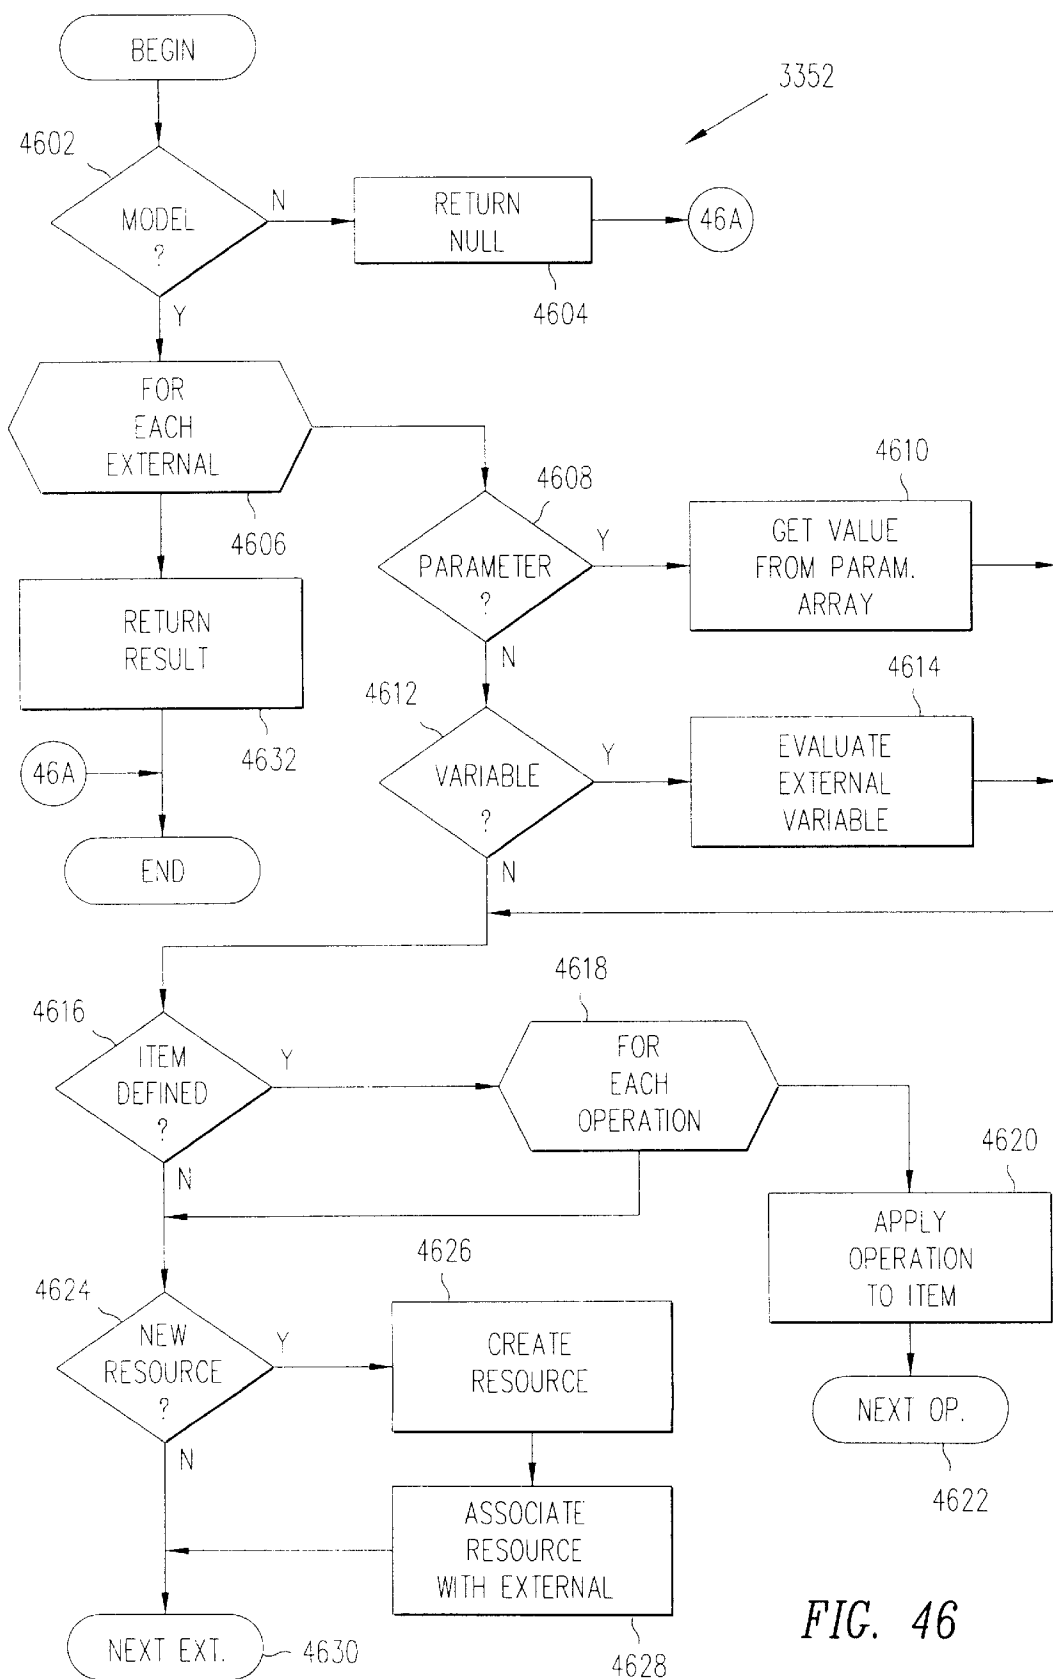 BEGIN
3352
4602
MODEL
?
N
RETURN
NULL
46A
4604
Y
FOR
EACH
EXTERNAL
4606
4608
PARAMETER
?
Y
4610
GET VALUE
FROM PARAM.
ARRAY
N
RETURN
RESULT
4632
4612
VARIABLE
?
Y
4614
EVALUATE
EXTERNAL
VARIABLE
46A
N
END
4616
ITEM
DEFINED
?
Y
4618
FOR
EACH
OPERATION
N
4620
APPLY
OPERATION
TO ITEM
4624
NEW
RESOURCE
?
Y
4626
CREATE
RESOURCE
NEXT OP.
4622
N
ASSOCIATE
RESOURCE
WITH EXTERNAL
4628
NEXT EXT.
4630
FIG. 46